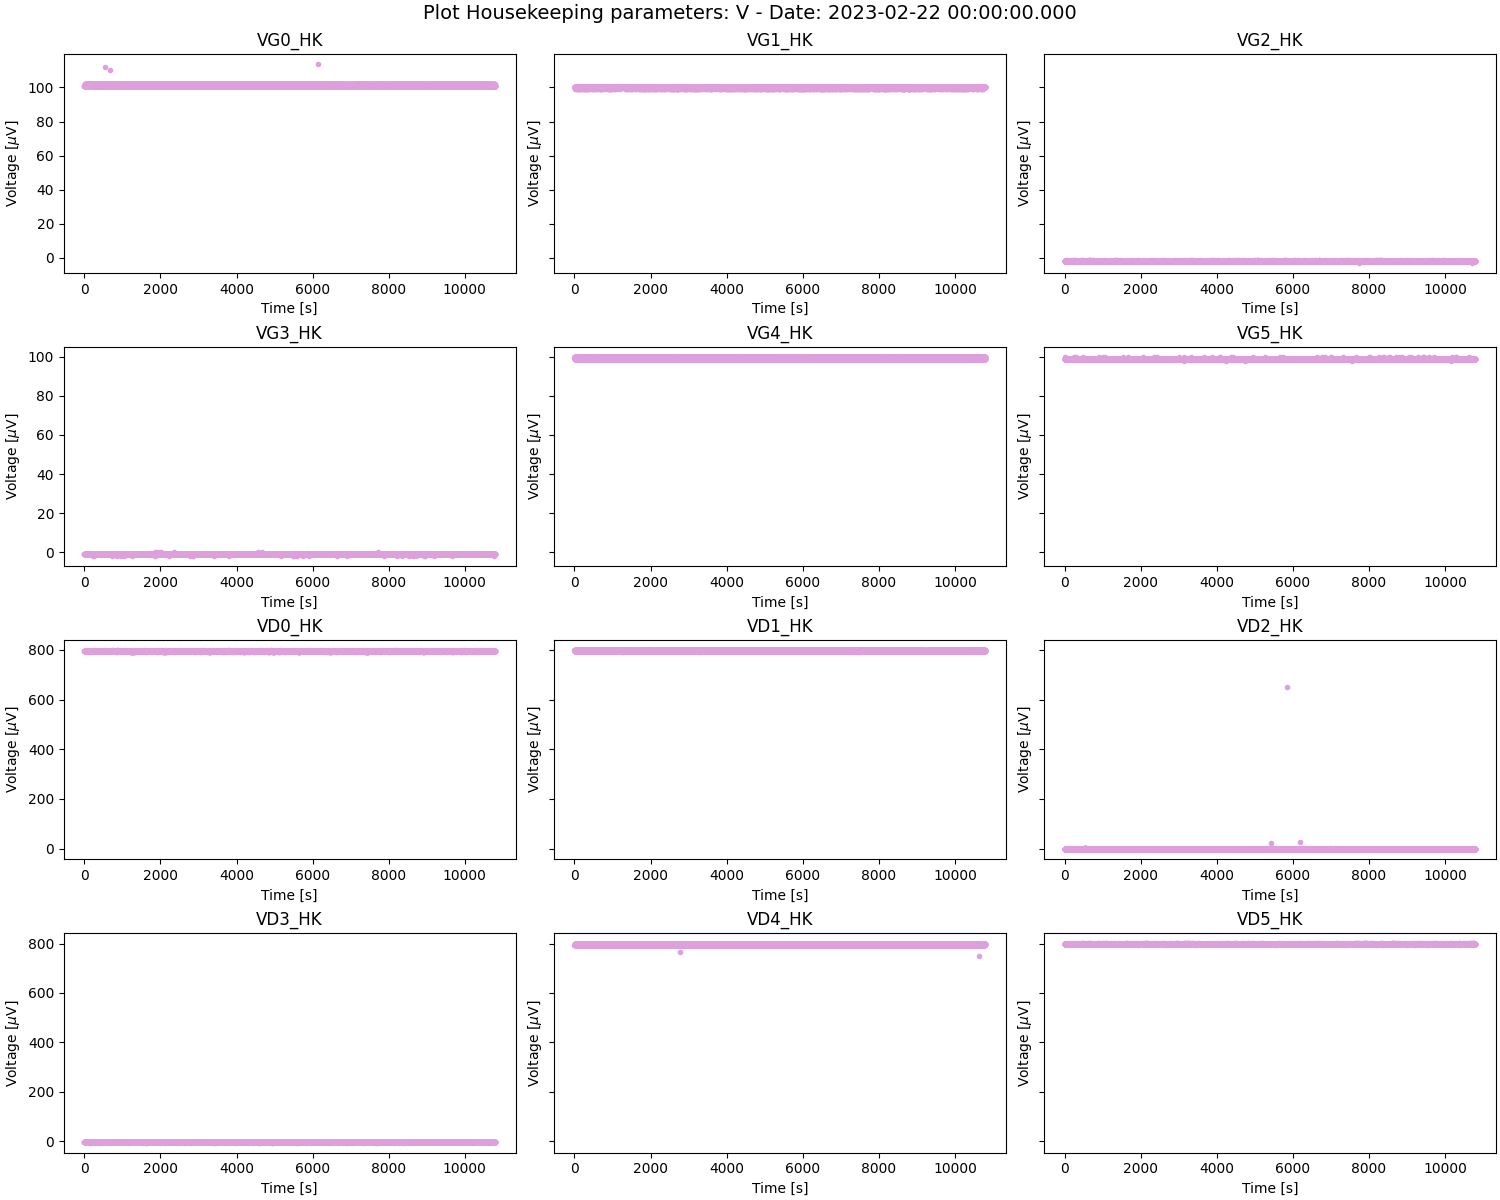 Plot Housekeeping parameters: V - Date: 2023-02-22 00:00:00.000
VG0_HK VG1_HK VG2_HK
100
80
60
40
20
0
Voltage [μV] Voltage [μV] Voltage [μV]
0 2000 4000 6000 8000 10000 0 2000 4000 6000 8000 10000 0 2000 4000 6000 8000 10000
Time [s] Time [s] Time [s]
VG3_HK VG4_HK VG5_HK
100
80
60
40
20
0
Voltage [μV] Voltage [μV] Voltage [μV]
0 2000 4000 6000 8000 10000 0 2000 4000 6000 8000 10000 0 2000 4000 6000 8000 10000
Time [s] Time [s] Time [s]
VD0_HK VD1_HK VD2_HK
800
600
400
200
0
Voltage [μV] Voltage [μV] Voltage [μV]
0 2000 4000 6000 8000 10000 0 2000 4000 6000 8000 10000 0 2000 4000 6000 8000 10000
Time [s] Time [s] Time [s]
VD3_HK VD4_HK VD5_HK
800
600
400
200
0
Voltage [μV] Voltage [μV] Voltage [μV]
0 2000 4000 6000 8000 10000 0 2000 4000 6000 8000 10000 0 2000 4000 6000 8000 10000
Time [s] Time [s] Time [s]